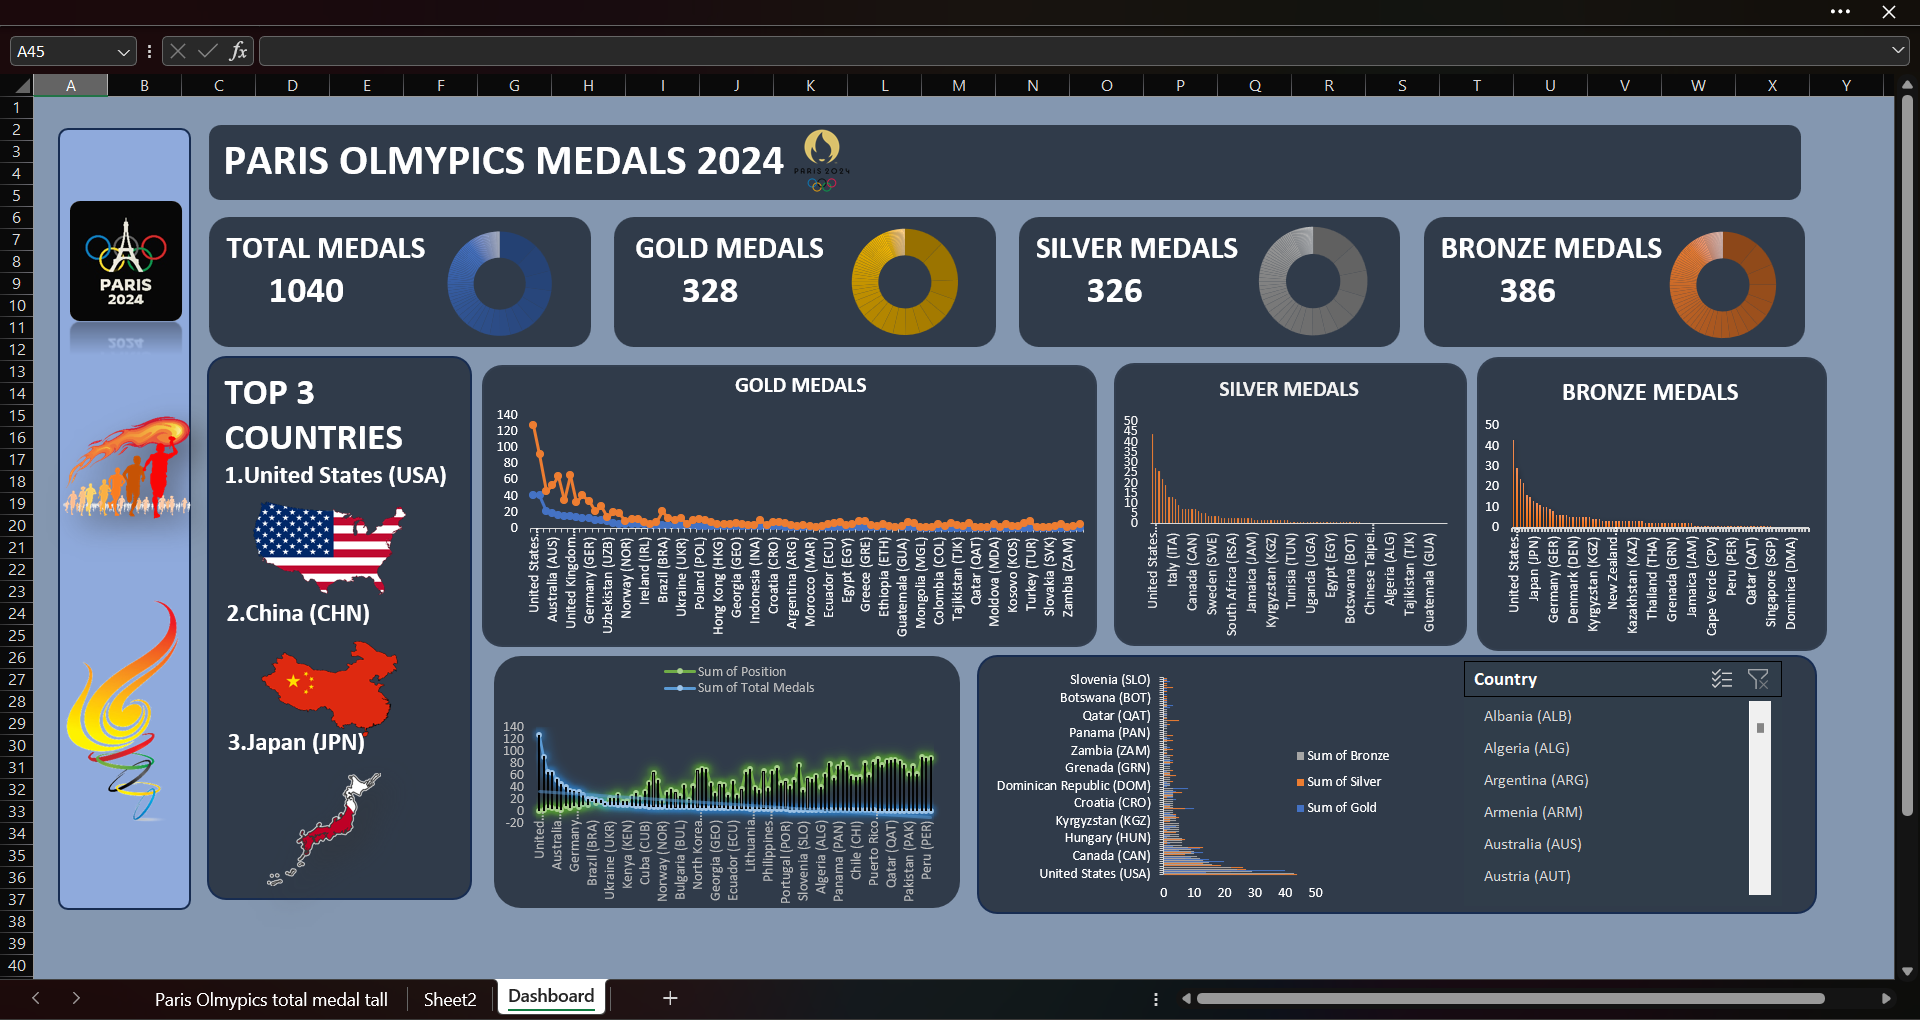 A45
fx
A B C D E F G H I J K L M N O P Q R S T U V W X Y
1
2
3
4
5
6
7
8
9
10
11
12
13
14
15
16
17
18
19
20
21
22
23
24
25
26
27
28
29
30
31
32
33
34
35
36
37
38
39
40
PARIS OLMYPICS MEDALS 2024
PARIS 2024
PARIS
2024
TOTAL MEDALS
1040
GOLD MEDALS
328
SILVER MEDALS
326
BRONZE MEDALS
386
TOP 3
COUNTRIES
1.United States (USA)
2.China (CHN)
3.Japan (JPN)
GOLD MEDALS
140
120
100
80
60
40
20
0
United States...
Australia (AUS)
United Kingdom...
Germany (GER)
Uzbekistan (UZB)
Norway (NOR)
Ireland (IRL)
Brazil (BRA)
Ukraine (UKR)
Poland (POL)
Hong Kong (HKG)
Georgia (GEO)
Indonesia (INA)
Croatia (CRO)
Argentina (ARG)
Morocco (MAR)
Ecuador (ECU)
Egypt (EGY)
Greece (GRE)
Ethiopia (ETH)
Guatemala (GUA)
Mongolia (MGL)
Colombia (COL)
Tajikistan (TJK)
Qatar (QAT)
Moldova (MDA)
Kosovo (KOS)
Turkey (TUR)
Slovakia (SVK)
Zambia (ZAM)
SILVER MEDALS
50
45
40
35
30
25
20
15
10
5
0
United States...
Italy (ITA)
Canada (CAN)
Sweden (SWE)
South Africa (RSA)
Jamaica (JAM)
Kyrgyzstan (KGZ)
Tunisia (TUN)
Uganda (UGA)
Egypt (EGY)
Botswana (BOT)
Chinese Taipei...
Algeria (ALG)
Tajikistan (TJK)
Guatemala (GUA)
BRONZE MEDALS
50
40
30
20
10
0
United States...
Japan (JPN)
Germany (GER)
Denmark (DEN)
Kyrgyzstan (KGZ)
New Zealand...
Kazakhstan (KAZ)
Thailand (THA)
Grenada (GRN)
Jamaica (JAM)
Cape Verde (CPV)
Peru (PER)
Qatar (QAT)
Singapore (SGP)
Dominica (DMA)
Sum of Position
Sum of Total Medals
140
120
100
80
60
40
20
0
-20
United...
Australia...
Germany...
Brazil (BRA)
Ukraine (UKR)
Kenya (KEN)
Cuba (CUB)
Norway (NOR)
Bulgaria (BUL)
North Korea...
Georgia (GEO)
Ecuador (ECU)
Lithuania...
Philippines...
Portugal (POR)
Slovenia (SLO)
Algeria (ALG)
Panama (PAN)
Chile (CHI)
Puerto Rico...
Qatar (QAT)
Pakistan (PAK)
Peru (PER)
Slovenia (SLO)
Botswana (BOT)
Qatar (QAT)
Panama (PAN)
Zambia (ZAM)
Grenada (GRN)
Dominican Republic (DOM)
Croatia (CRO)
Kyrgyzstan (KGZ)
Hungary (HUN)
Canada (CAN)
United States (USA)
0 10 20 30 40 50
Sum of Bronze
Sum of Silver
Sum of Gold
Country
Albania (ALB)
Algeria (ALG)
Argentina (ARG)
Armenia (ARM)
Australia (AUS)
Austria (AUT)
Paris Olmypics total medal tall
Sheet2
Dashboard